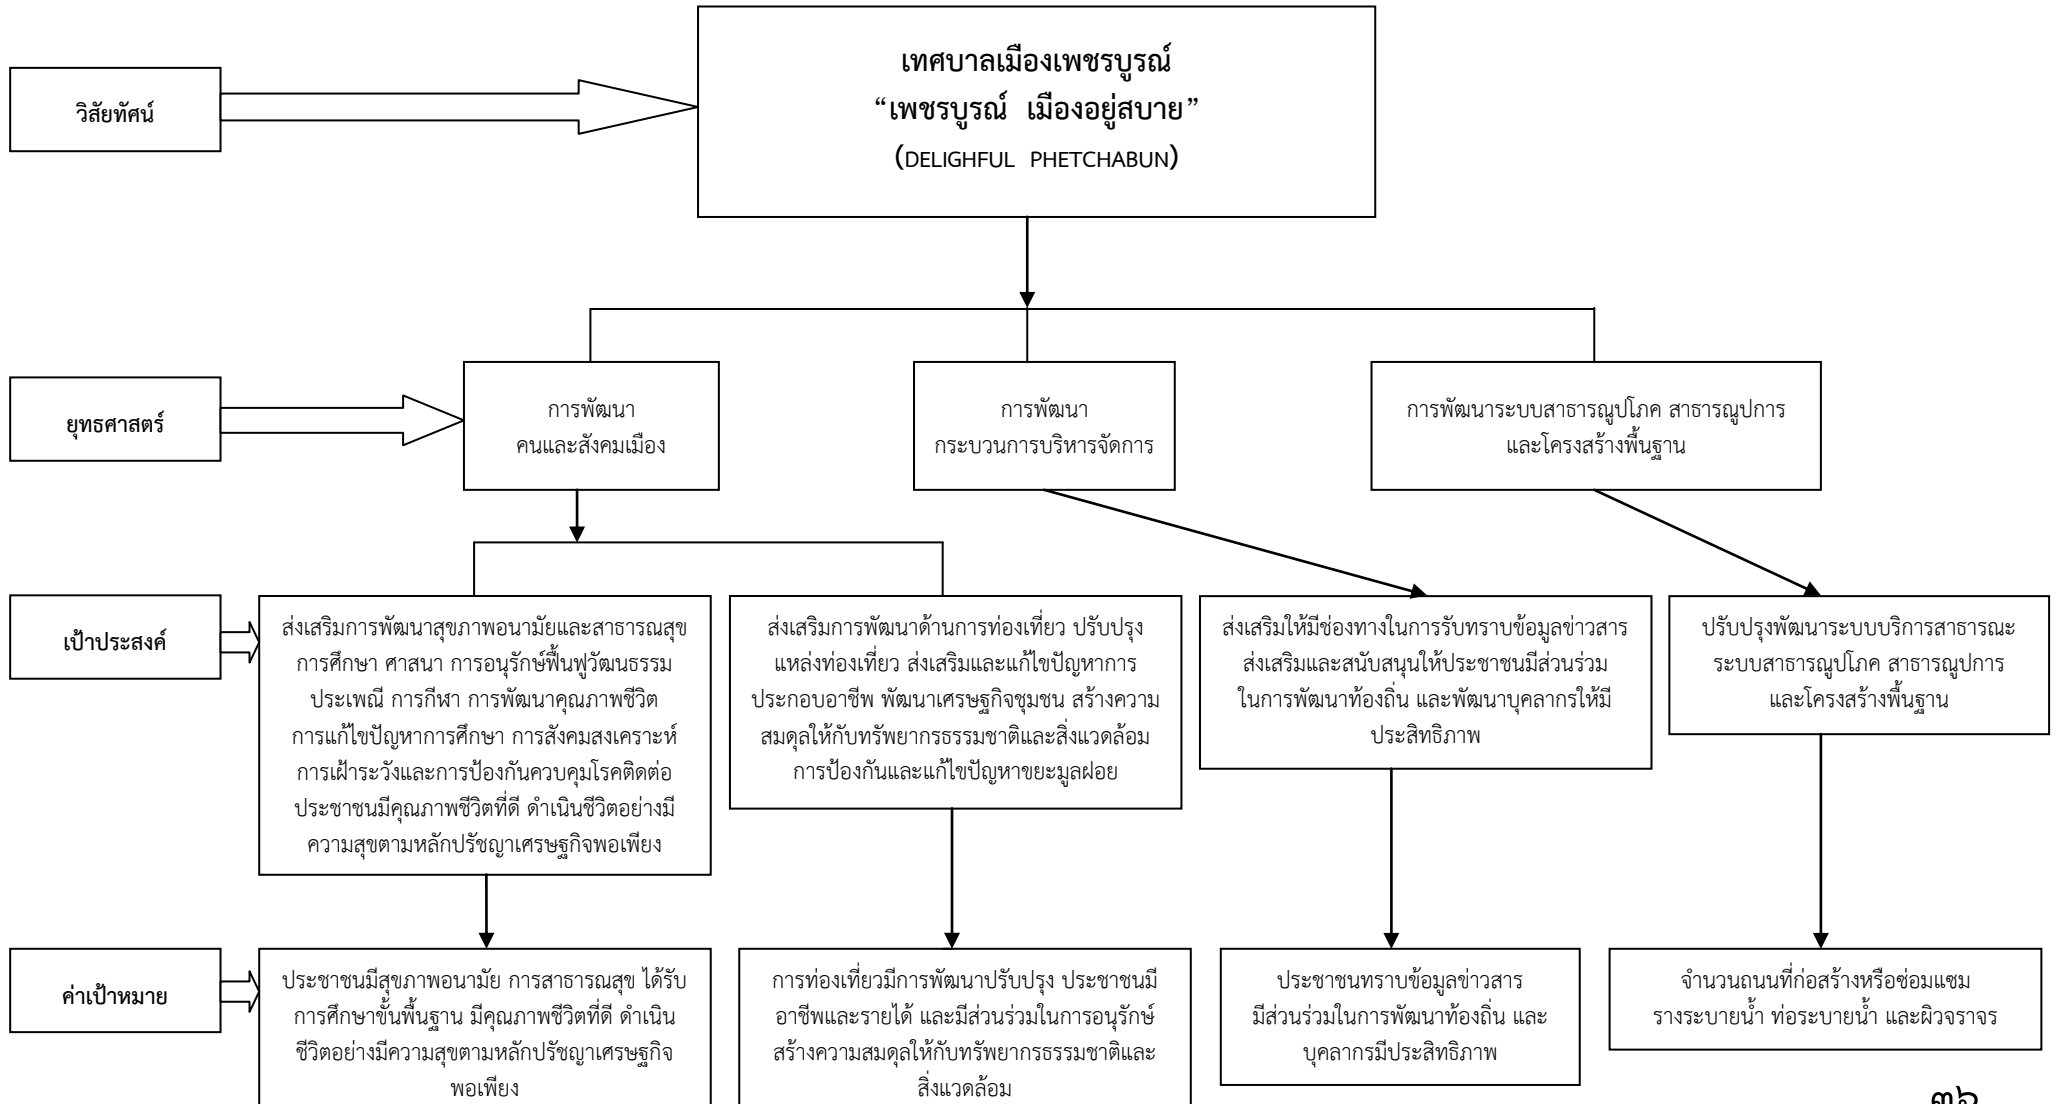 เทศบาลเมืองเพชรบูรณ์
“เพชรบูรณ์ เมืองอยู่สบาย”
(DELIGHFUL PHETCHABUN)
วิสัยทัศน์
ยุทธศาสตร์
การพัฒนา
คนและสังคมเมือง
การพัฒนา
กระบวนการบริหารจัดการ
การพัฒนาระบบสาธารณูปโภค สาธารณูปการ
และโครงสร้างพื้นฐาน
เป้าประสงค์
ส่งเสริมการพัฒนาสุขภาพอนามัยและสาธารณสุข
การศึกษา ศาสนา การอนุรักษ์ฟื้นฟูวัฒนธรรม
ประเพณี การกีฬา การพัฒนาคุณภาพชีวิต
การแก้ไขปัญหาการศึกษา การสังคมสงเคราะห์
การเฝ้าระวังและการป้องกันควบคุมโรคติดต่อ
ประชาชนมีคุณภาพชีวิตที่ดี ดำเนินชีวิตอย่างมี
ความสุขตามหลักปรัชญาเศรษฐกิจพอเพียง
ส่งเสริมการพัฒนาด้านการท่องเที่ยว ปรับปรุง
แหล่งท่องเที่ยว ส่งเสริมและแก้ไขปัญหาการ
ประกอบอาชีพ พัฒนาเศรษฐกิจชุมชน สร้างความ
สมดุลให้กับทรัพยากรธรรมชาติและสิ่งแวดล้อม
การป้องกันและแก้ไขปัญหาขยะมูลฝอย
ส่งเสริมให้มีช่องทางในการรับทราบข้อมูลข่าวสาร
ส่งเสริมและสนับสนุนให้ประชาชนมีส่วนร่วม
ในการพัฒนาท้องถิ่น และพัฒนาบุคลากรให้มี
ประสิทธิภาพ
ปรับปรุงพัฒนาระบบบริการสาธารณะ
ระบบสาธารณูปโภค สาธารณูปการ
และโครงสร้างพื้นฐาน
ค่าเป้าหมาย
ประชาชนมีสุขภาพอนามัย การสาธารณสุข ได้รับ
การศึกษาขั้นพื้นฐาน มีคุณภาพชีวิตที่ดี ดำเนิน
ชีวิตอย่างมีความสุขตามหลักปรัชญาเศรษฐกิจ
พอเพียง
การท่องเที่ยวมีการพัฒนาปรับปรุง ประชาชนมี
อาชีพและรายได้ และมีส่วนร่วมในการอนุรักษ์
สร้างความสมดุลให้กับทรัพยากรธรรมชาติและ
สิ่งแวดล้อม
ประชาชนทราบข้อมูลข่าวสาร
มีส่วนร่วมในการพัฒนาท้องถิ่น และ
บุคลากรมีประสิทธิภาพ
จำนวนถนนที่ก่อสร้างหรือซ่อมแซม
รางระบายน้ำ ท่อระบายน้ำ และผิวจราจร
๓๖